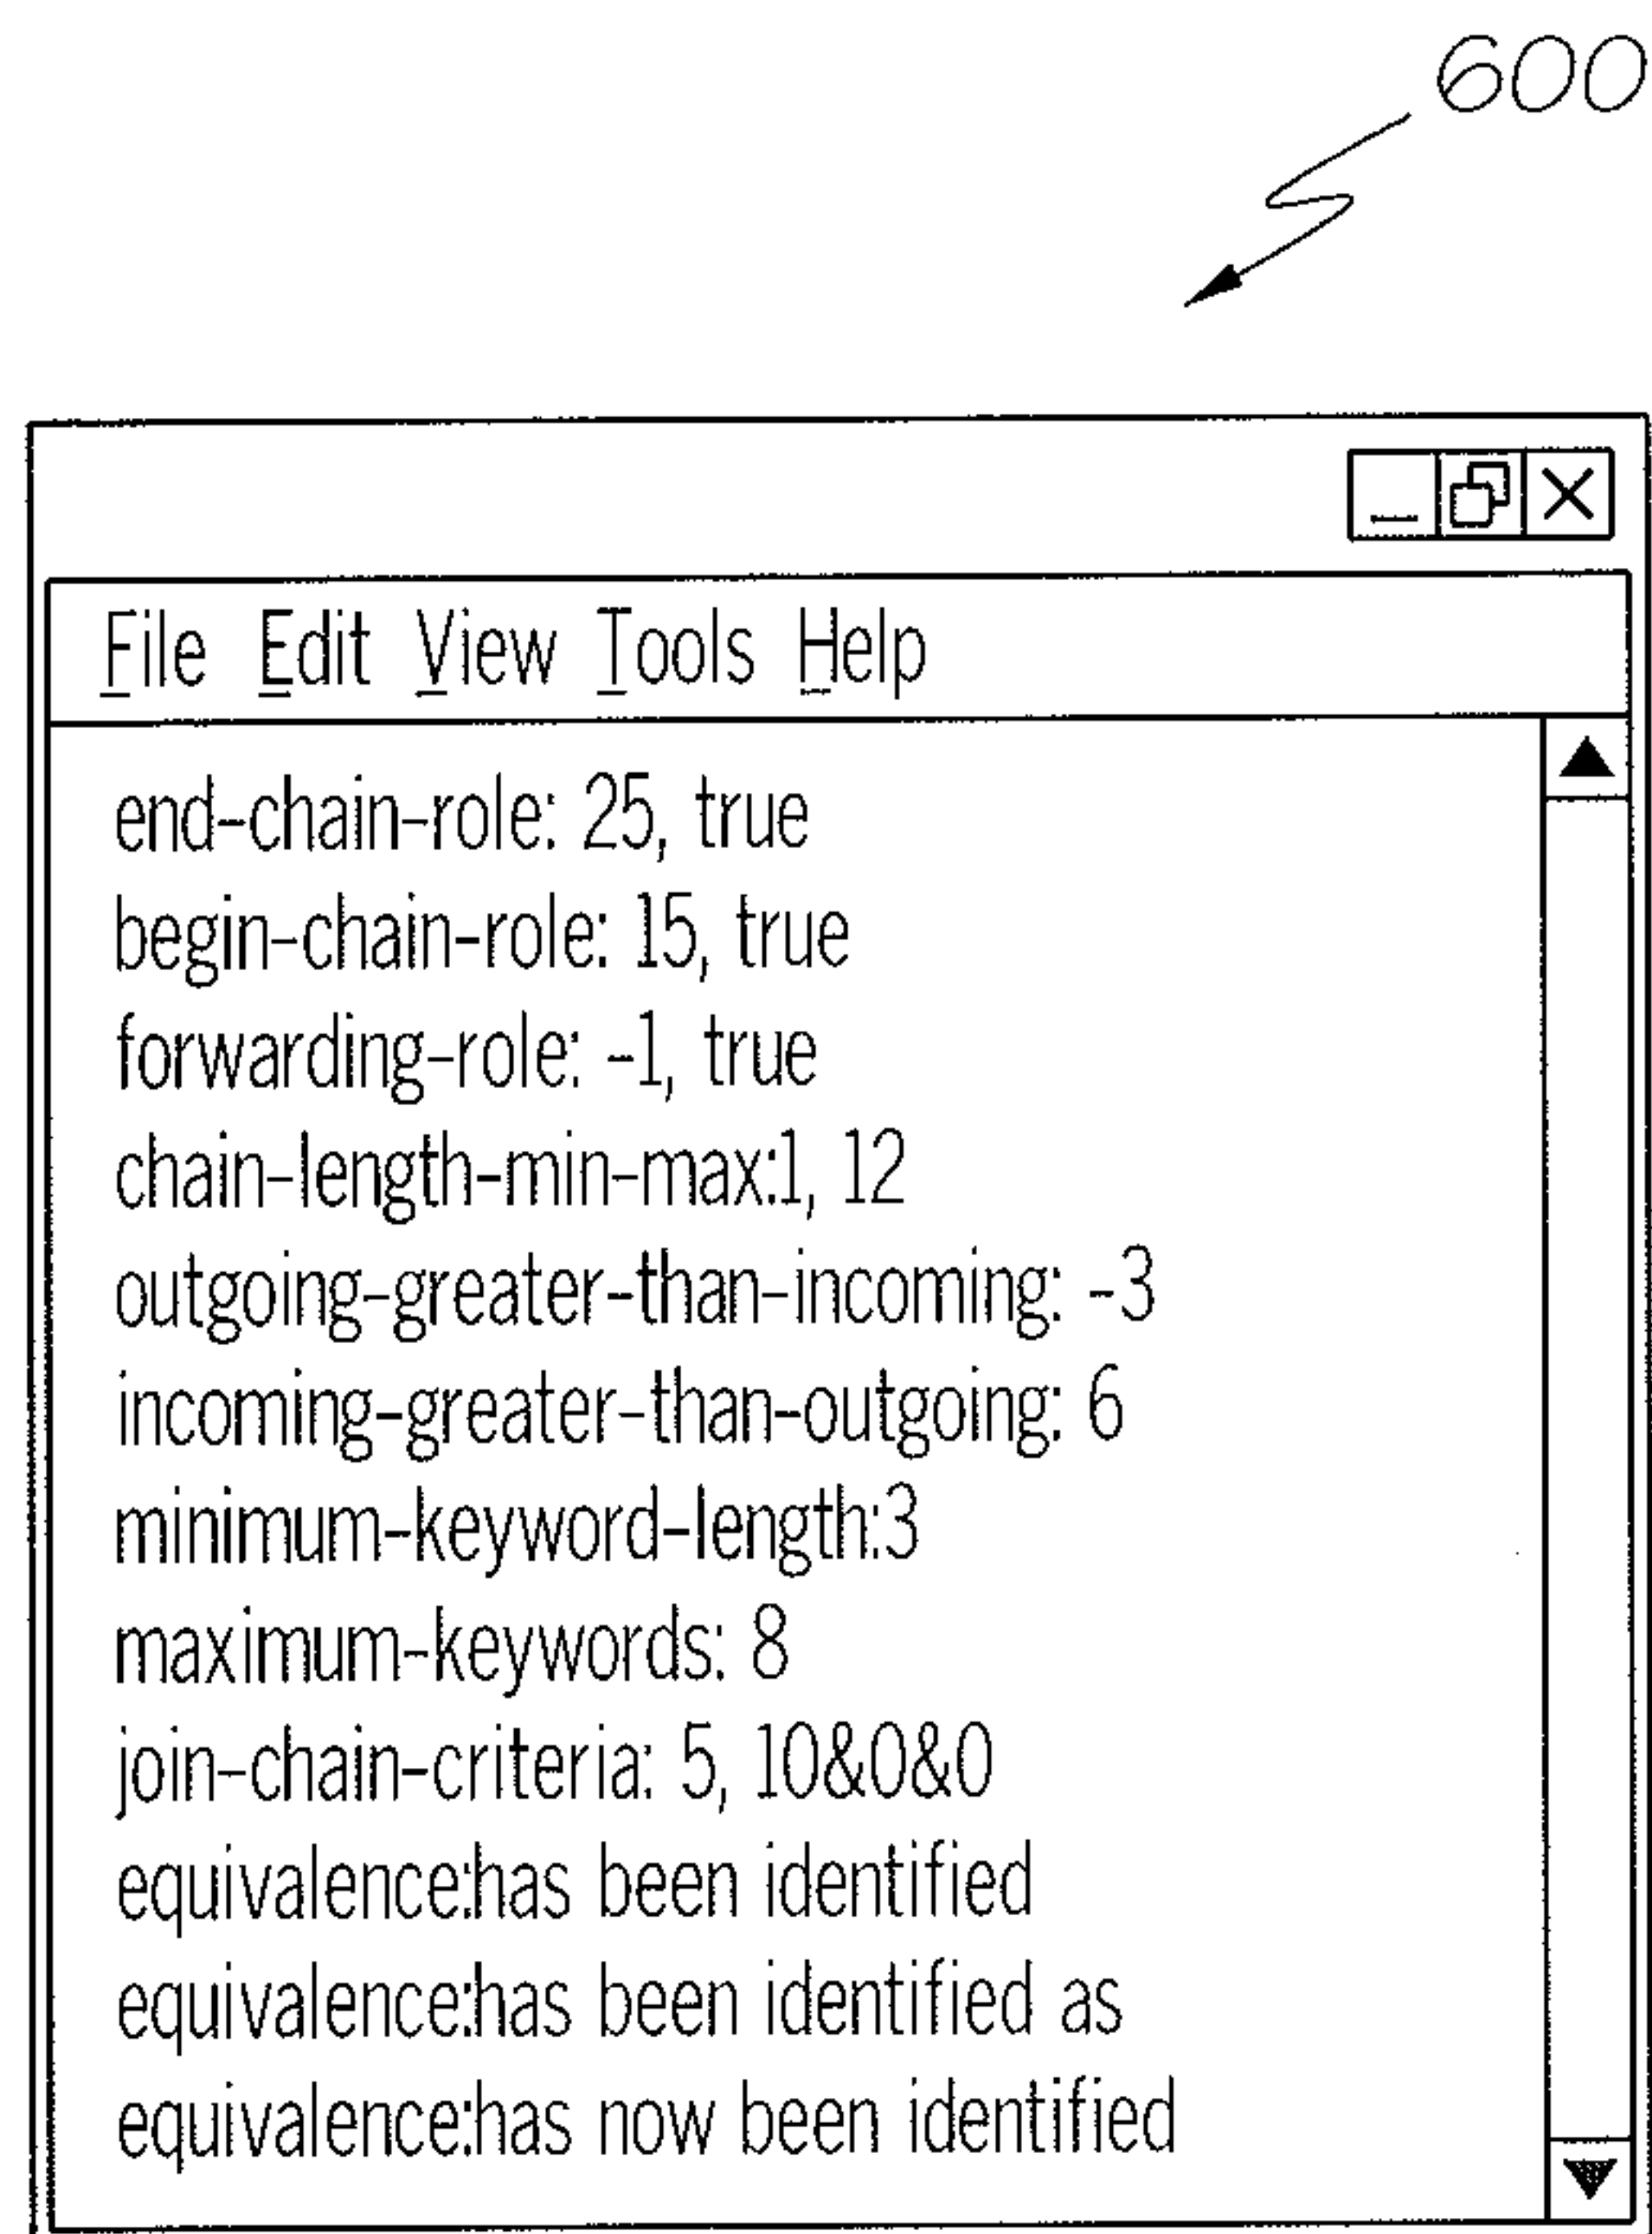 600
File Edit View Tools Help
end-chain-role: 25, true
begin-chain-role: 15, true
forwarding-role: -1, true
chain-length-min-max:1, 12
outgoing-greater-than-incoming: -3
incoming-greater-than-outgoing: 6
minimum-keyword-length:3
maximum-keywords: 8
join-chain-criteria: 5, 10&0&0
equivalence:has been identified
equivalence:has been identified as
equivalence:has now been identified